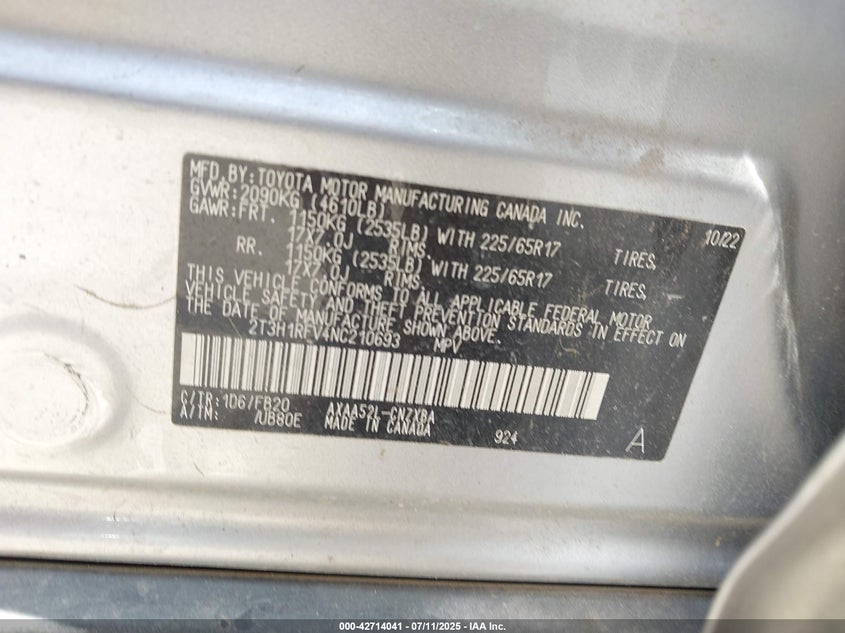 MFD.BY:TOYOTA MOTOR MANUFACTURING CANADA INC.
GVWR:2090KG (4610LB) 10/22
GAWR:FRT. 1150KG (2535LB) WITH 225/65R17 TIRES,
17X7.0J RIMS,
RR. 1150KG (2535LB) WITH 225/65R17 TIRES,
17X7.0J RIMS,
THIS VEHICLE CONFORMS TO ALL APPLICABLE FEDERAL MOTOR
VEHICLE SAFETY AND THEFT PREVENTION STANDARDS IN EFFECT ON
THE DATE OF MANUFACTURE SHOWN ABOVE.
2T3H1RFV4NC210693 MPV
C/TR:1D6/FB20 AXAA52L-CNZXBA
A/TM: /UB80E MADE IN CANADA 924 A
000-42714041 - 07/11/2025 - IAA Inc.